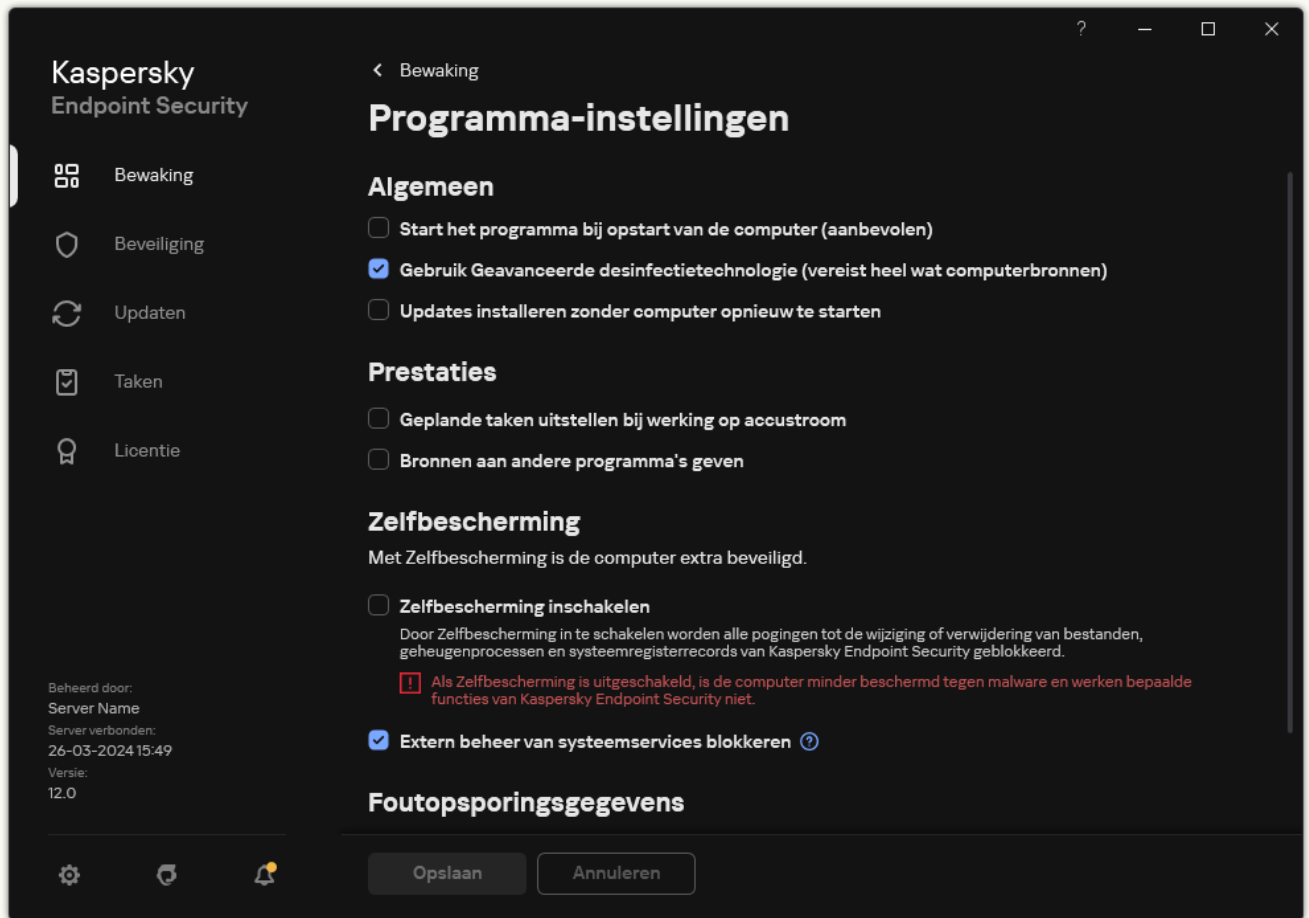 Kaspersky
Endpoint Security
Bewaking
Beveiliging
Updaten
Taken
Licentie
Beheerd door:
Server Name
Server verbonden:
26-03-2024 15:49
Versie:
12.0
Bewaking
Programma-instellingen
Algemeen
Start het programma bij opstart van de computer (aanbevolen)
Gebruik Geavanceerde desinfectietechnologie (vereist heel wat computerbronnen)
Updates installeren zonder computer opnieuw te starten
Prestaties
Geplande taken uitstellen bij werking op accustroom
Bronnen aan andere programma's geven
Zelfbescherming
Met Zelfbescherming is de computer extra beveiligd.
Zelfbescherming inschakelen
Door Zelfbescherming in te schakelen worden alle pogingen tot de wijziging of verwijdering van bestanden,
geheugenprocessen en systeemregisterrecords van Kaspersky Endpoint Security geblokkeerd.
Als Zelfbescherming is uitgeschakeld, is de computer minder beschermd tegen malware en werken bepaalde
functies van Kaspersky Endpoint Security niet.
Extern beheer van systeemservices blokkeren
Foutopsporingsgegevens
Opslaan
Annuleren